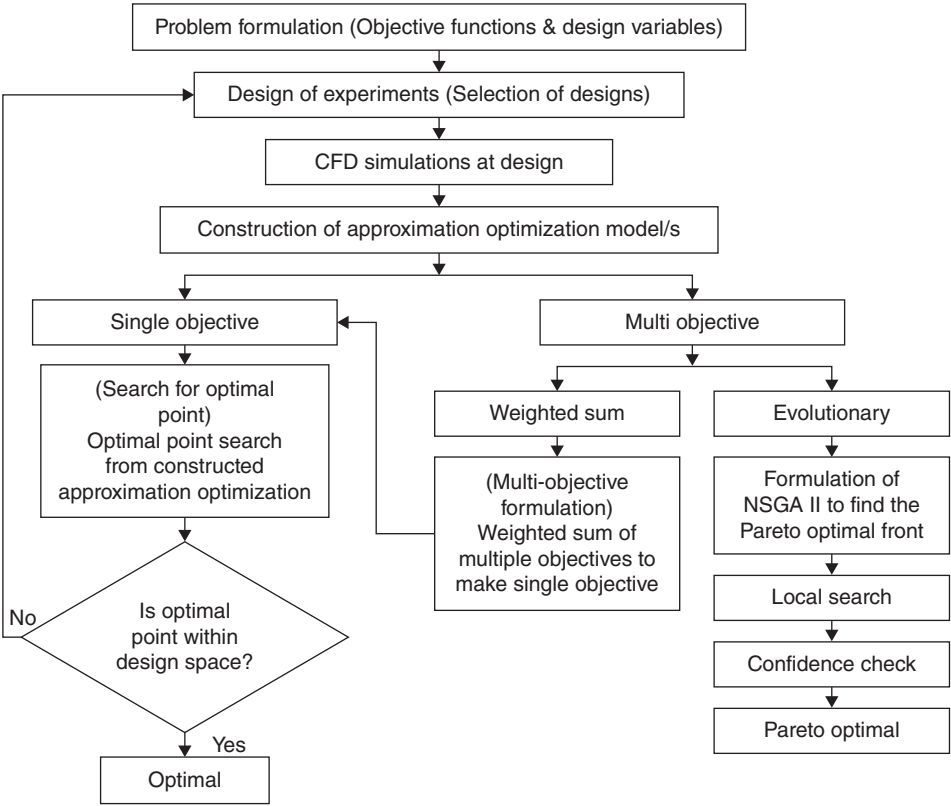 Problem formulation (Objective functions & design variables)
Design of experiments (Selection of designs)
CFD simulations at design
Construction of approximation optimization model/s
Single objective
Multi objective
(Search for optimal
point)
Optimal point search
from constructed
approximation optimization
Weighted sum
Evolutionary
(Multi-objective
formulation)
Weighted sum of
multiple objectives to
make single objective
Formulation of
NSGA II to find the
Pareto optimal front
Local search
Confidence check
Pareto optimal
No
Is optimal
point within
design space?
Yes
Optimal